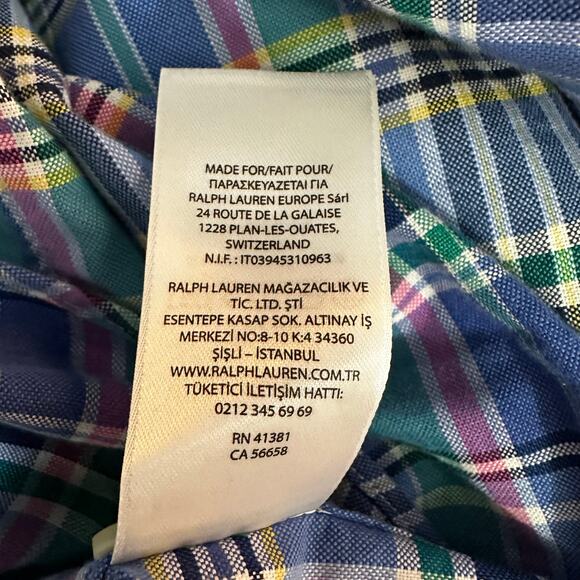 MADE FOR/FAIT POUR/
ΠΑΡΑΣΚΕΥΑΖΕΤΑΙ ΓΙΑ
RALPH LAUREN EUROPE Sárl
24 ROUTE DE LA GALAISE
1228 PLAN-LES-OUATES,
SWITZERLAND
N.I.F. : IT03945310963
RALPH LAUREN MAĞAZACILIK VE
TİC. LTD. ŞTİ
ESENTEPE KASAP SOK. ALTINAY İŞ
MERKEZİ NO:8-10 K:4 34360
ŞİŞLİ – İSTANBUL
WWW.RALPHLAUREN.COM.TR
TÜKETİCİ İLETİŞİM HATTI:
0212 345 69 69
RN 41381
CA 56658